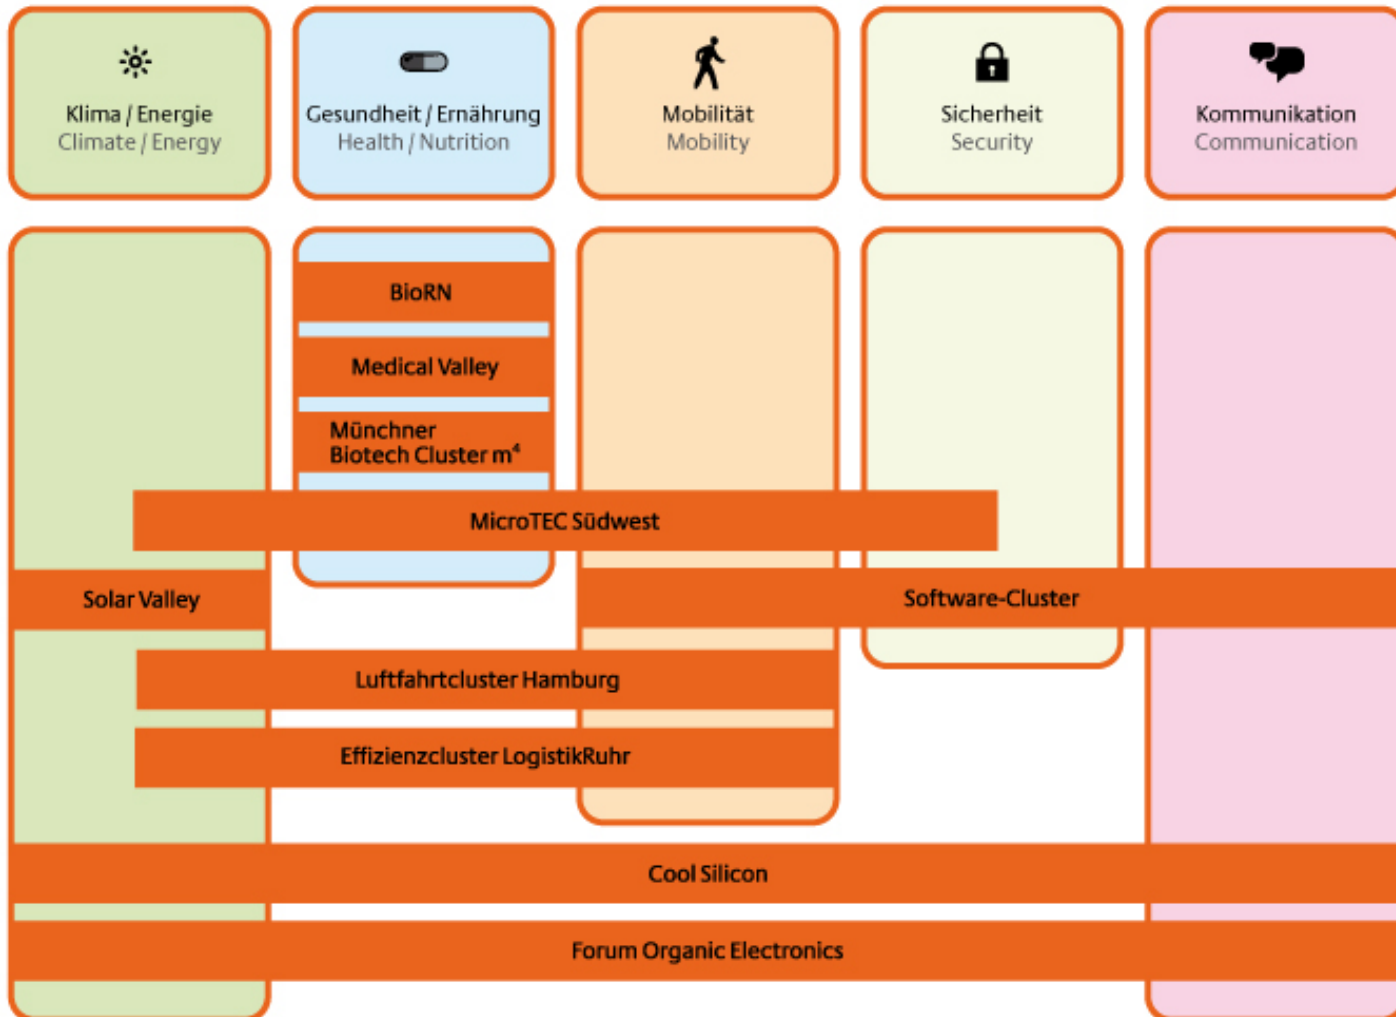 Klima / Energie
Climate / Energy
Gesundheit / Ernährung
Health / Nutrition
Mobilität
Mobility
Sicherheit
Security
Kommunikation
Communication
BioRN
Medical Valley
Münchner
Biotech Cluster m⁴
MicroTEC Südwest
Solar Valley
Software-Cluster
Luftfahrtcluster Hamburg
Effizienzcluster LogistikRuhr
Cool Silicon
Forum Organic Electronics